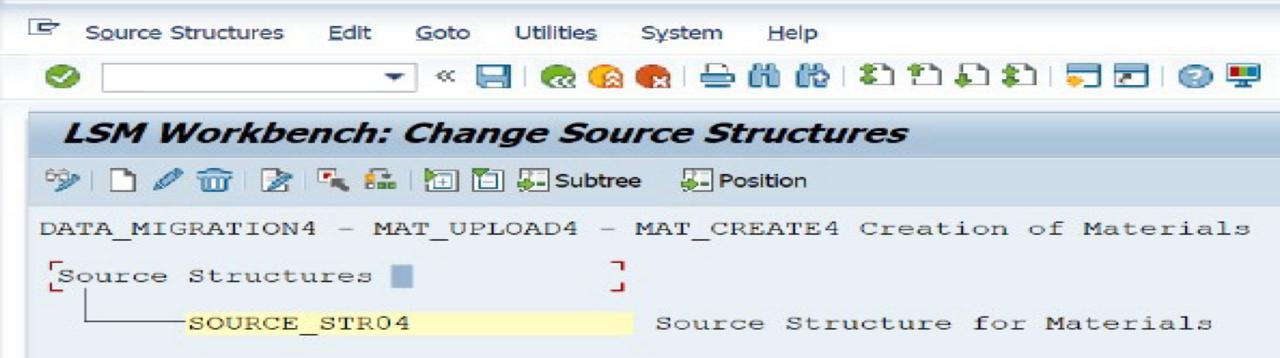 Source Structures Edit Goto Utilities System Help
LSM Workbench: Change Source Structures
Subtree Position
DATA_MIGRATION4 - MAT_UPLOAD4 - MAT_CREATE4 Creation of Materials
Source Structures
SOURCE_STR04 Source Structure for Materials